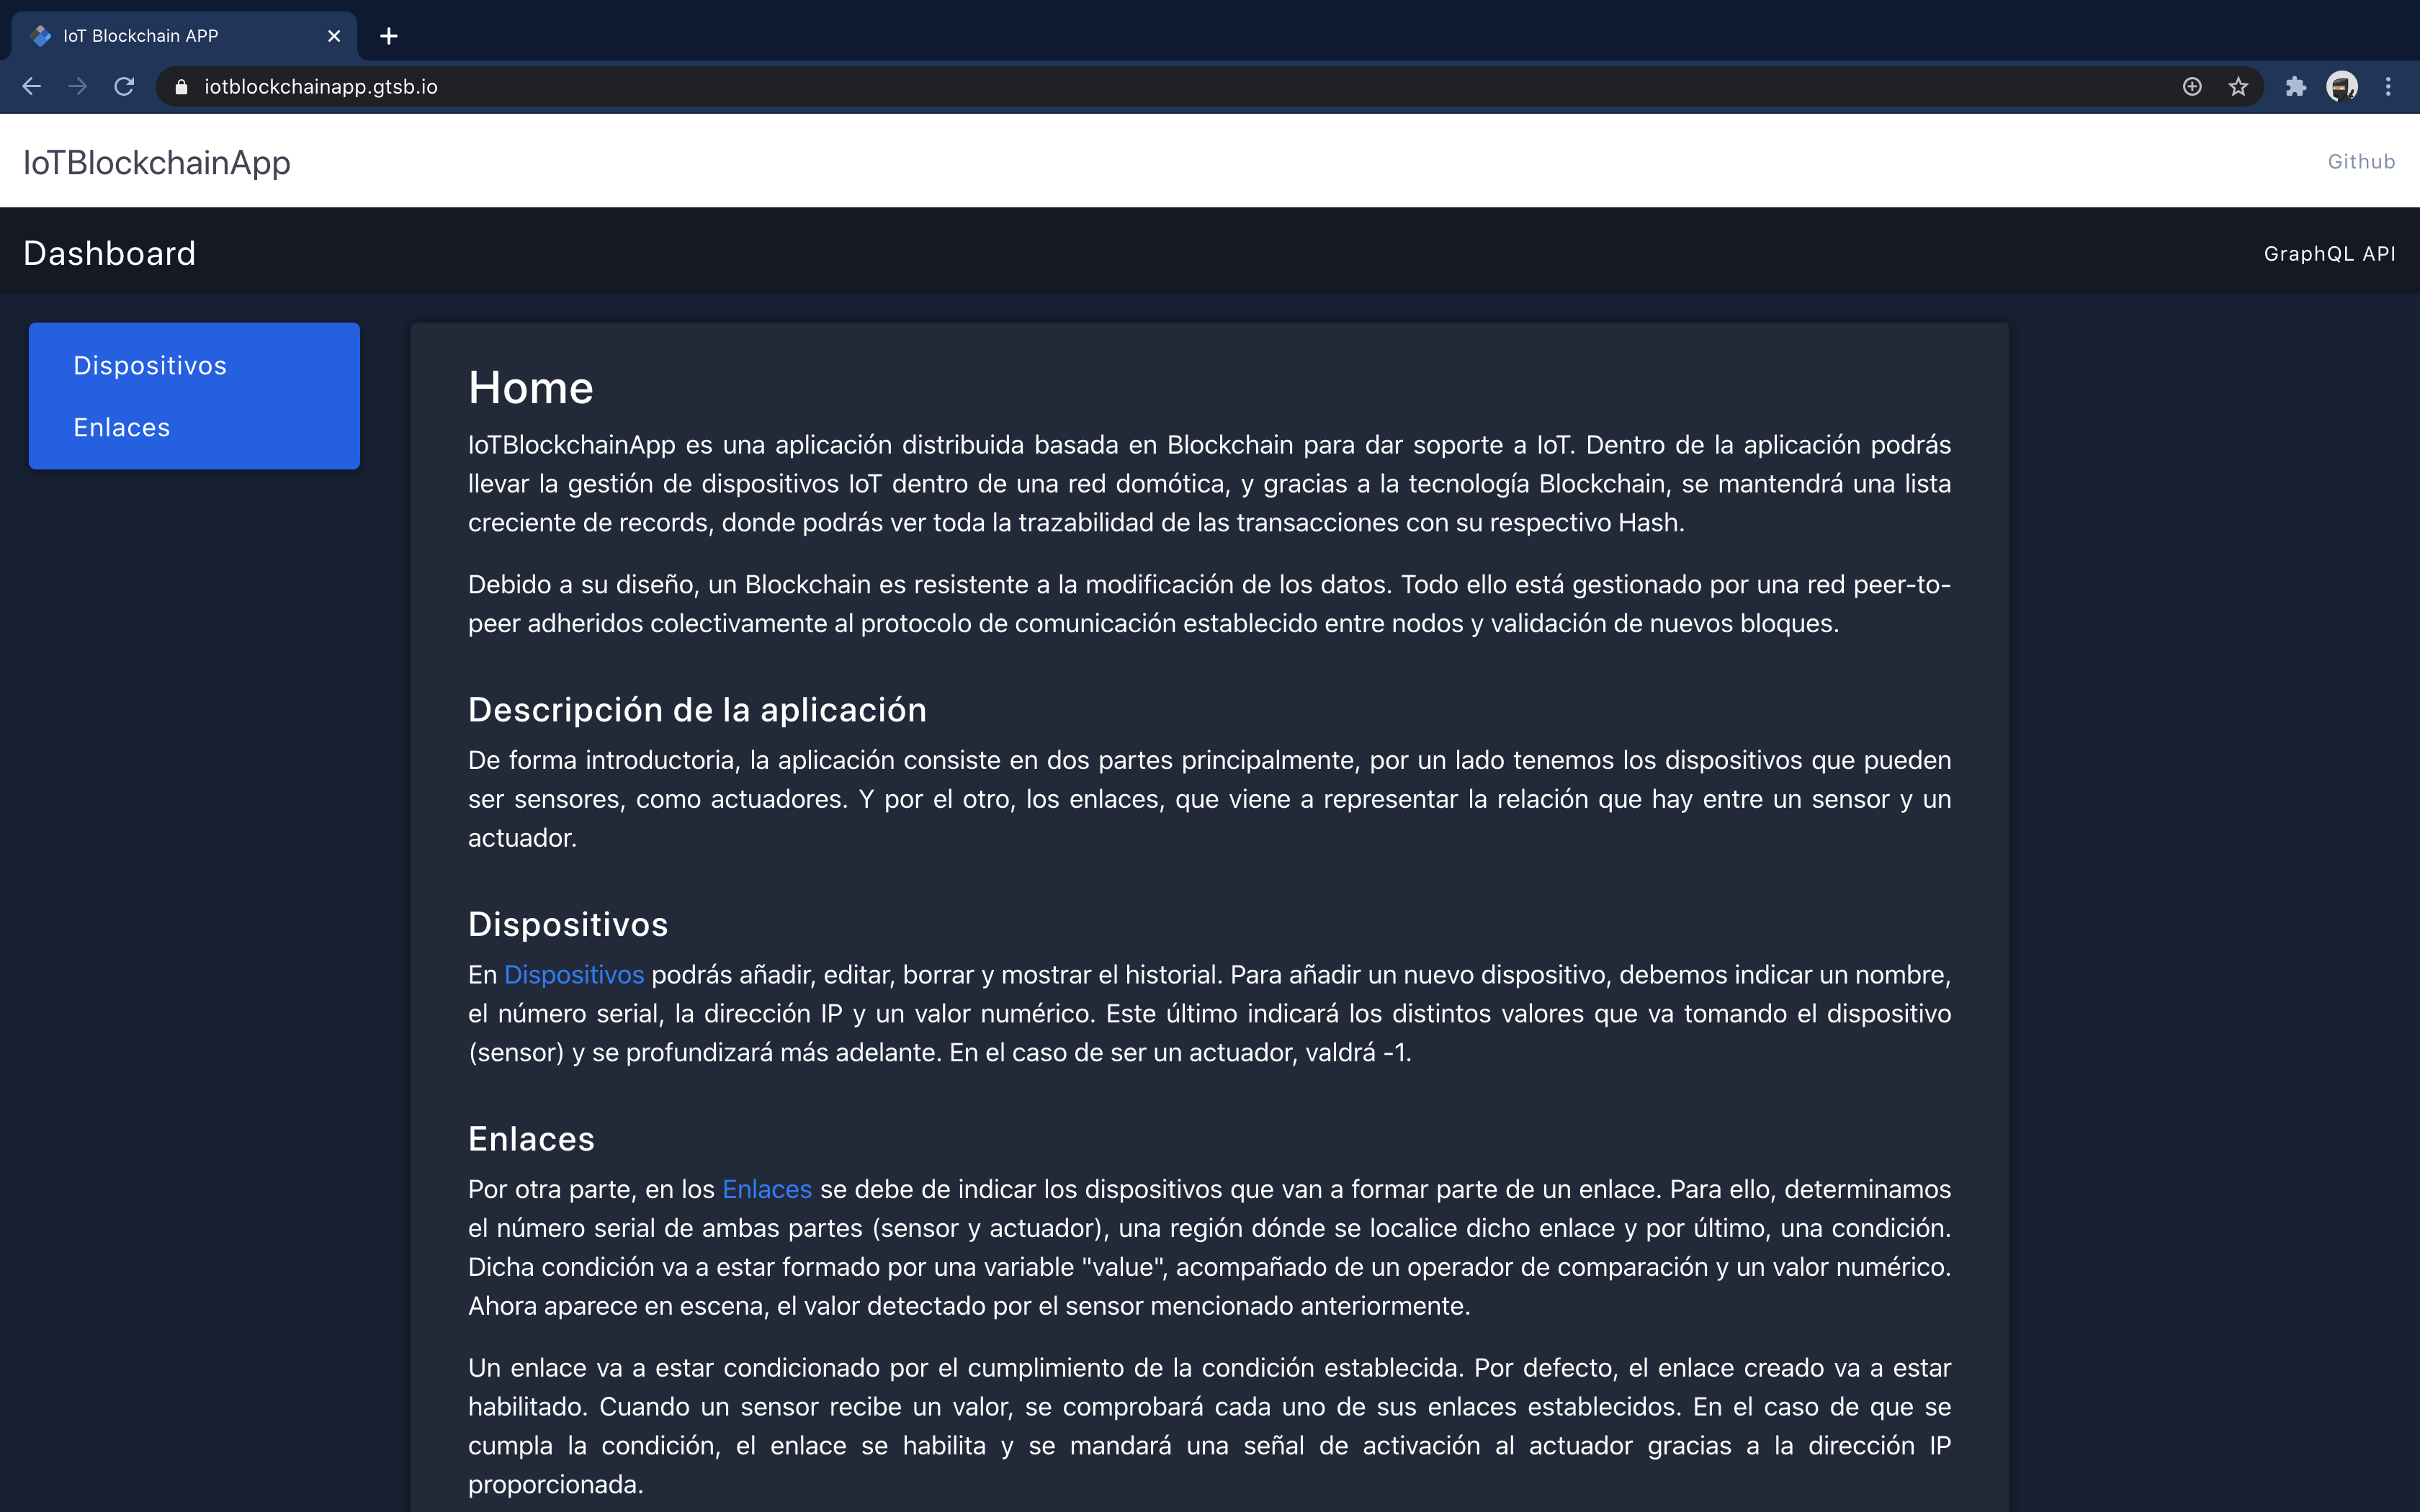 IoT Blockchain APP
iotblockchainapp.gtsb.io
IoTBlockchainApp
Github
Dashboard
GraphQL API
Dispositivos
Enlaces
Home
IoTBlockchainApp es una aplicación distribuida basada en Blockchain para dar soporte a IoT. Dentro de la aplicación podrás
llevar la gestión de dispositivos IoT dentro de una red domótica, y gracias a la tecnología Blockchain, se mantendrá una lista
creciente de records, donde podrás ver toda la trazabilidad de las transacciones con su respectivo Hash.
Debido a su diseño, un Blockchain es resistente a la modificación de los datos. Todo ello está gestionado por una red peer-to-
peer adheridos colectivamente al protocolo de comunicación establecido entre nodos y validación de nuevos bloques.
Descripción de la aplicación
De forma introductoria, la aplicación consiste en dos partes principalmente, por un lado tenemos los dispositivos que pueden
ser sensores, como actuadores. Y por el otro, los enlaces, que viene a representar la relación que hay entre un sensor y un
actuador.
Dispositivos
En Dispositivos podrás añadir, editar, borrar y mostrar el historial. Para añadir un nuevo dispositivo, debemos indicar un nombre,
el número serial, la dirección IP y un valor numérico. Este último indicará los distintos valores que va tomando el dispositivo
(sensor) y se profundizará más adelante. En el caso de ser un actuador, valdrá -1.
Enlaces
Por otra parte, en los Enlaces se debe de indicar los dispositivos que van a formar parte de un enlace. Para ello, determinamos
el número serial de ambas partes (sensor y actuador), una región dónde se localice dicho enlace y por último, una condición.
Dicha condición va a estar formado por una variable "value", acompañado de un operador de comparación y un valor numérico.
Ahora aparece en escena, el valor detectado por el sensor mencionado anteriormente.
Un enlace va a estar condicionado por el cumplimiento de la condición establecida. Por defecto, el enlace creado va a estar
habilitado. Cuando un sensor recibe un valor, se comprobará cada uno de sus enlaces establecidos. En el caso de que se
cumpla la condición, el enlace se habilita y se mandará una señal de activación al actuador gracias a la dirección IP
proporcionada.